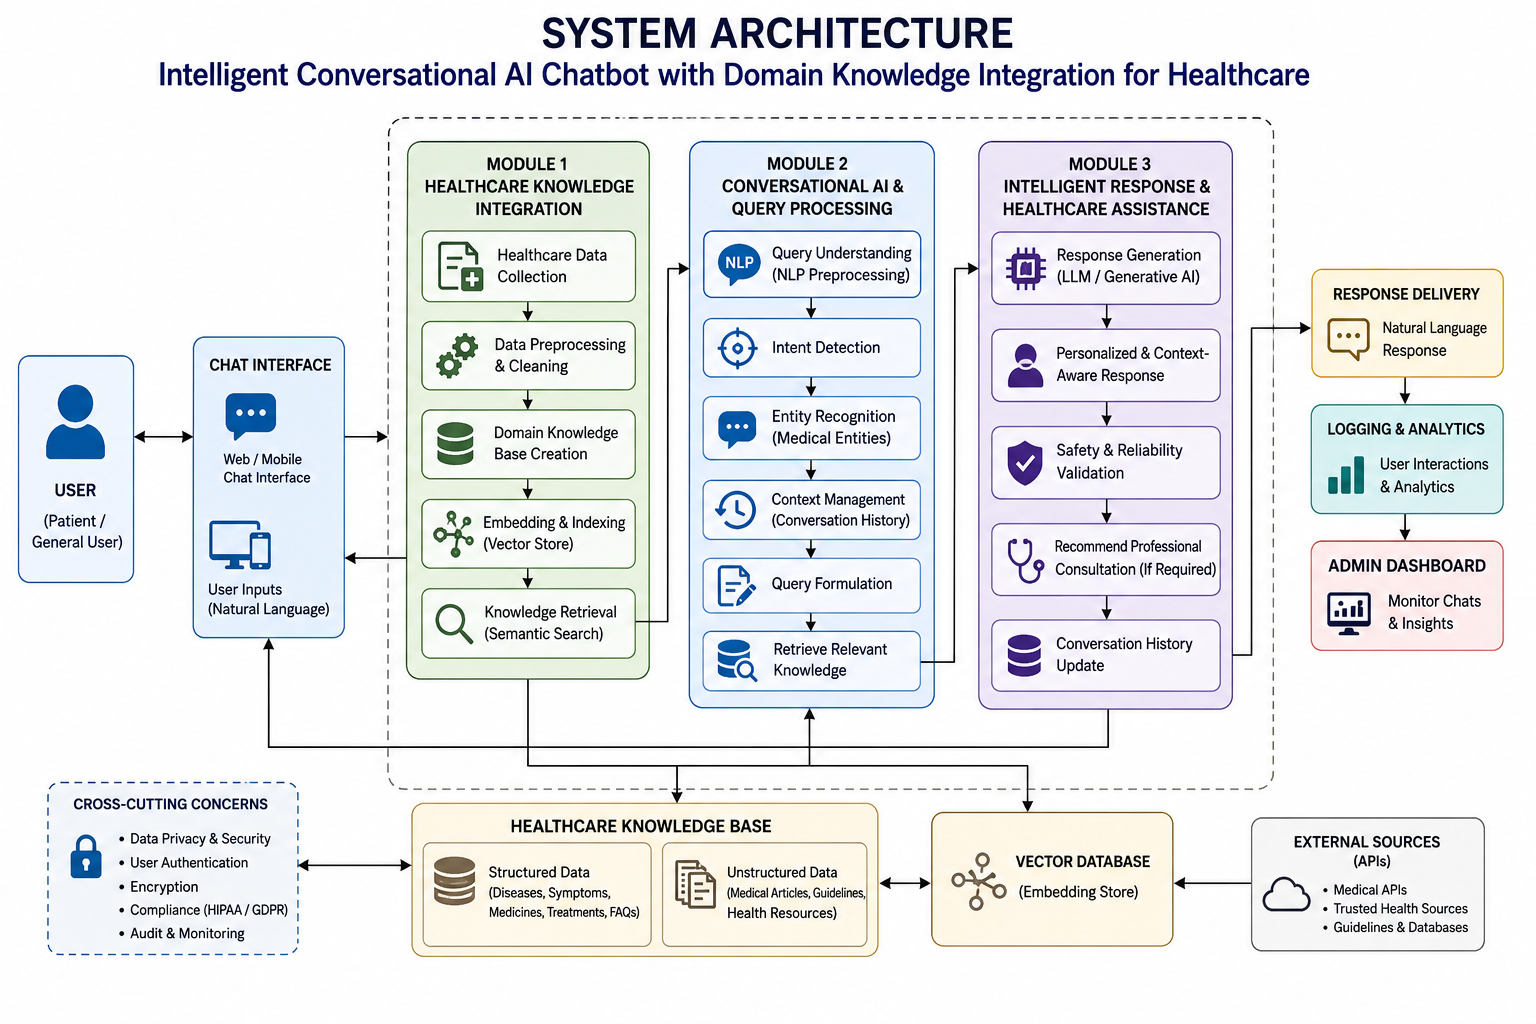 SYSTEM ARCHITECTURE
Intelligent Conversational AI Chatbot with Domain Knowledge Integration for Healthcare
USER
(Patient /
General User)
CHAT INTERFACE
Web / Mobile
Chat Interface
User Inputs
(Natural Language)
MODULE 1
HEALTHCARE KNOWLEDGE
INTEGRATION
Healthcare Data
Collection
Data Preprocessing
& Cleaning
Domain Knowledge
Base Creation
Embedding & Indexing
(Vector Store)
Knowledge Retrieval
(Semantic Search)
MODULE 2
CONVERSATIONAL AI &
QUERY PROCESSING
NLP
Query Understanding
(NLP Preprocessing)
Intent Detection
Entity Recognition
(Medical Entities)
Context Management
(Conversation History)
Query Formulation
Retrieve Relevant
Knowledge
MODULE 3
INTELLIGENT RESPONSE &
HEALTHCARE ASSISTANCE
Response Generation
(LLM / Generative AI)
Personalized & Context-
Aware Response
Safety & Reliability
Validation
Recommend Professional
Consultation (If Required)
Conversation History
Update
RESPONSE DELIVERY
Natural Language
Response
LOGGING & ANALYTICS
User Interactions
& Analytics
ADMIN DASHBOARD
Monitor Chats
& Insights
CROSS-CUTTING CONCERNS
• Data Privacy & Security
• User Authentication
• Encryption
• Compliance (HIPAA / GDPR)
• Audit & Monitoring
HEALTHCARE KNOWLEDGE BASE
Structured Data
(Diseases, Symptoms,
Medicines, Treatments, FAQs)
Unstructured Data
(Medical Articles, Guidelines,
Health Resources)
VECTOR DATABASE
(Embedding Store)
EXTERNAL SOURCES
(APIs)
• Medical APIs
• Trusted Health Sources
• Guidelines & Databases